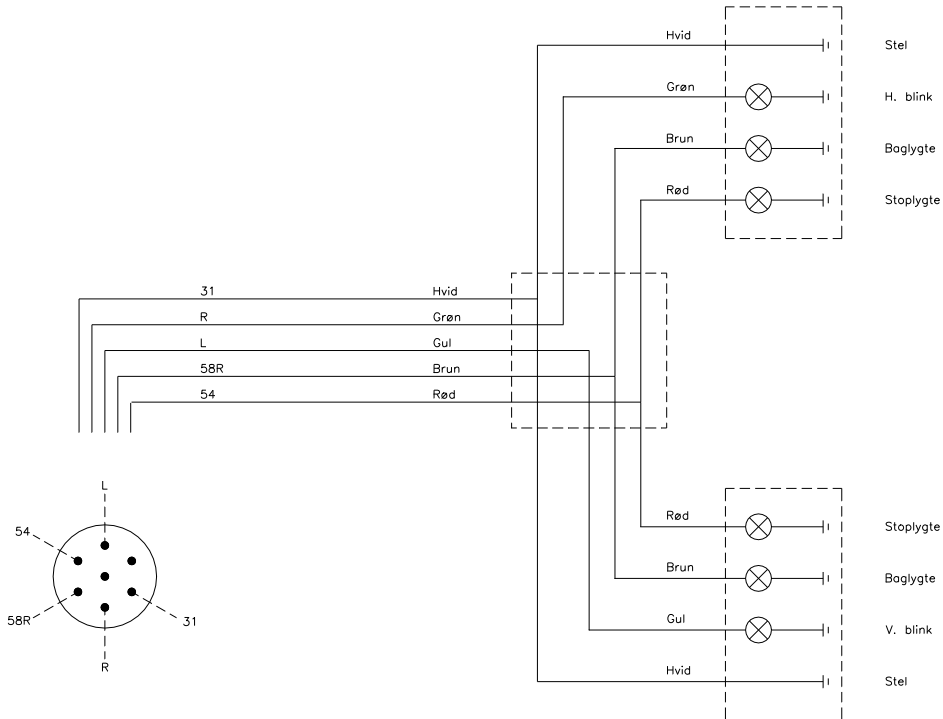 Hvid Stel
Grøn H. blink
Brun Baglygte
Rød Stoplygte
31 Hvid
R Grøn
L Gul
58R Brun
54 Rød
L
54
58R
31
R
Rød Stoplygte
Brun Baglygte
Gul V. blink
Hvid Stel